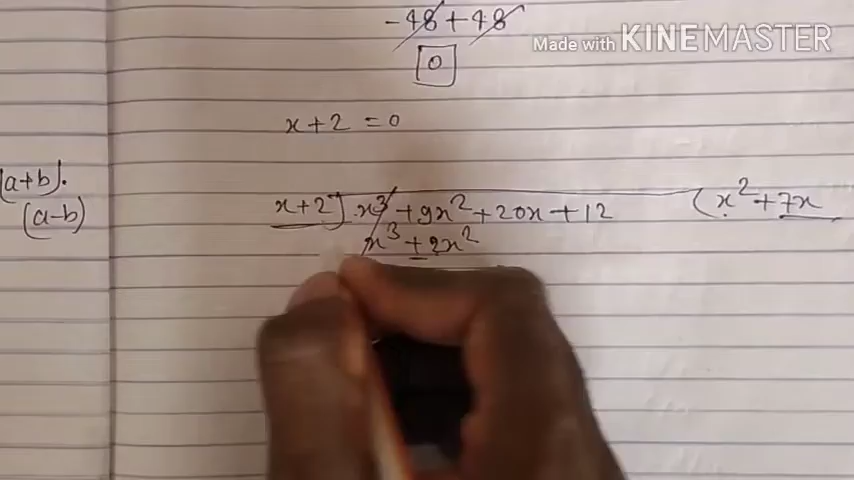 -48+48
Made with KINEMASTER
0
x+2 =0
(a+b).
(a-b)
x+2) x³ +9x²+20x+12 (x²+7x
x³+2x²